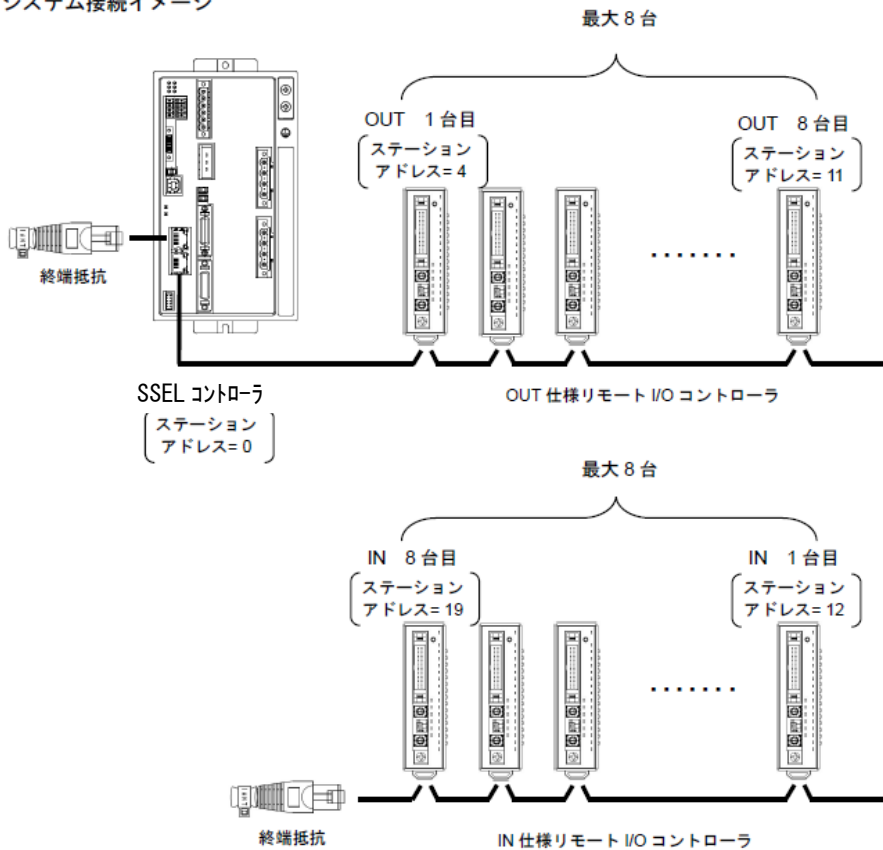 システム接続イメージ
最大 8 台
OUT 1 台目
ステーション
アドレス= 4
OUT 8 台目
ステーション
アドレス= 11
終端抵抗
SSEL コントローラ
ステーション
アドレス= 0
OUT 仕様リモート I/O コントローラ
最大 8 台
IN 8 台目
ステーション
アドレス= 19
IN 1 台目
ステーション
アドレス= 12
終端抵抗
IN 仕様リモート I/O コントローラ